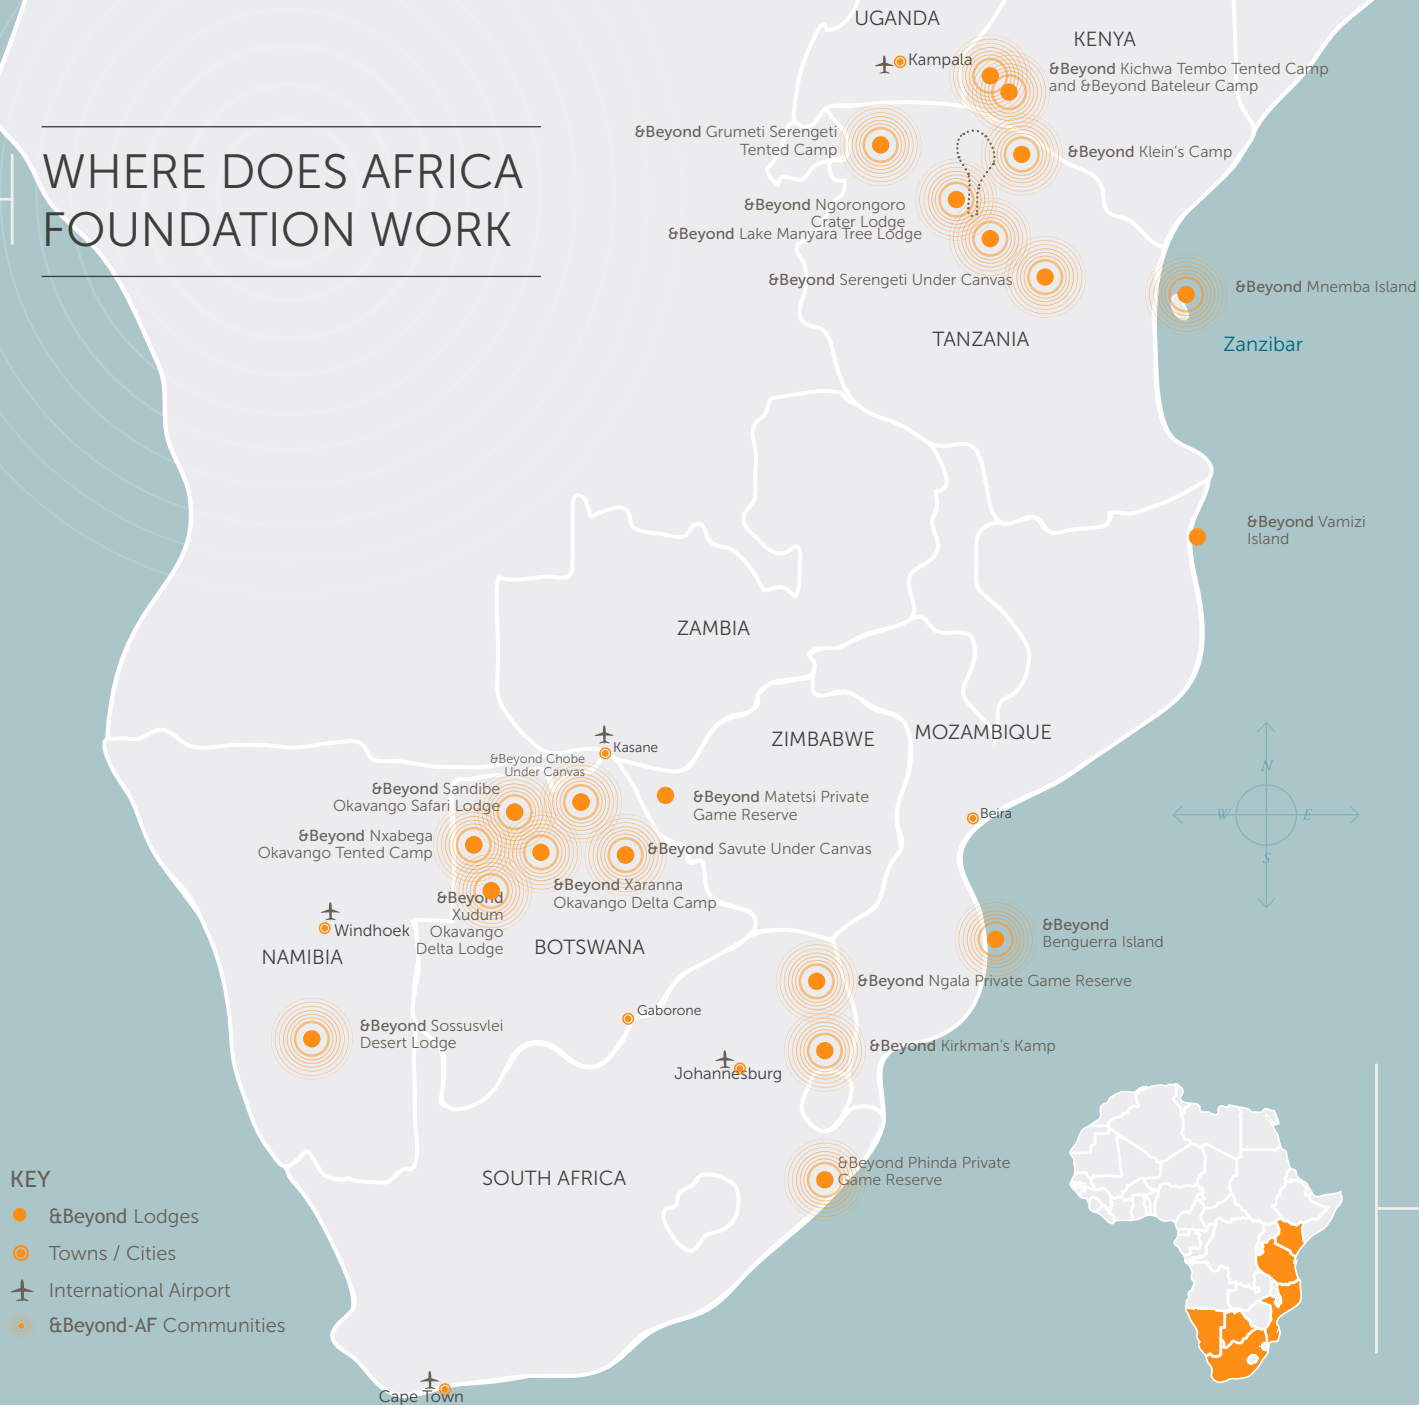 UGANDA
KENYA
Kampala
&Beyond Kichwa Tembo Tented Camp
and &Beyond Bateleur Camp
WHERE DOES AFRICA
FOUNDATION WORK
&Beyond Grumeti Serengeti
Tented Camp
&Beyond Klein's Camp
&Beyond Ngorongoro
Crater Lodge
&Beyond Lake Manyara Tree Lodge
&Beyond Serengeti Under Canvas
&Beyond Mnemba Island
TANZANIA
Zanzibar
&Beyond Vamizi
Island
ZAMBIA
ZIMBABWE
MOZAMBIQUE
Kasane
&Beyond Chobe
Under Canvas
&Beyond Sandibe
Okavango Safari Lodge
&Beyond Matetsi Private
Game Reserve
Beira
N
W
E
S
&Beyond Nxabega
Okavango Tented Camp
&Beyond Savute Under Canvas
&Beyond Xaranna
Okavango Delta Camp
&Beyond
Xudum
Okavango
Delta Lodge
Windhoek
NAMIBIA
BOTSWANA
&Beyond
Benguerra Island
&Beyond Ngala Private Game Reserve
Gaborone
&Beyond Sossusvlei
Desert Lodge
&Beyond Kirkman's Kamp
Johannesburg
&Beyond Phinda Private
Game Reserve
SOUTH AFRICA
KEY
&Beyond Lodges
Towns / Cities
International Airport
&Beyond-AF Communities
Cape Town